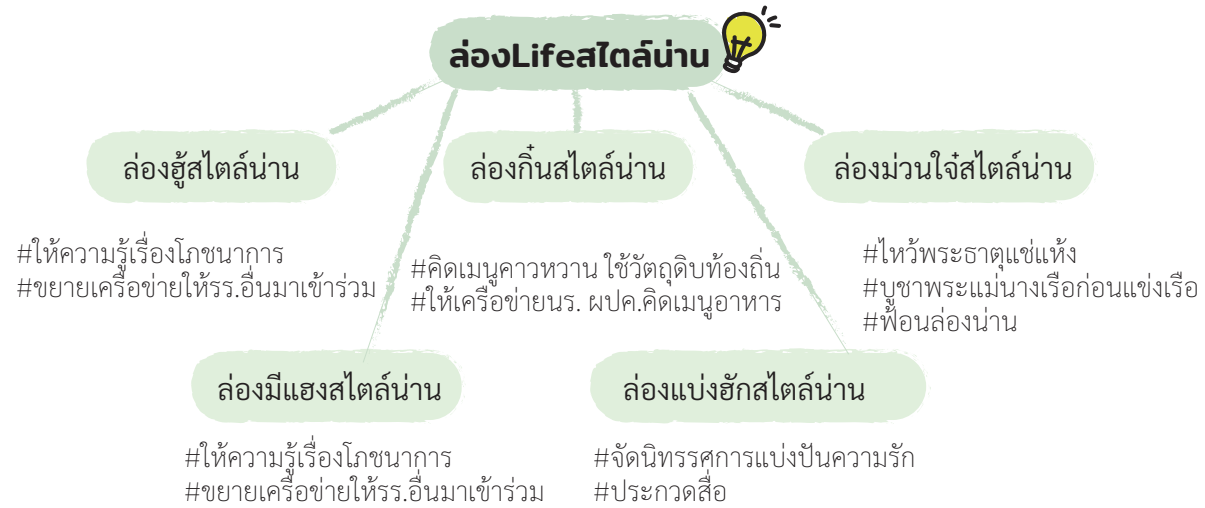 ล่องLifeสไตล์น่าน
ล่องฮู้สไตล์น่าน
#ให้ความรู้เรื่องโภชนาการ
#ขยายเครือข่ายให้รร.อื่นมาเข้าร่วม
ล่องกิ๋นสไตล์น่าน
#คิดเมนูคาวหวาน ใช้วัตถุดิบท้องถิ่น
#ให้เครือข่ายนร. ผปค.คิดเมนูอาหาร
ล่องม่วนใจ๋สไตล์น่าน
#ไหว้พระธาตุแช่แห้ง
#บูชาพระแม่นางเรือก่อนแข่งเรือ
#ฟ้อนล่องน่าน
ล่องมีแฮงสไตล์น่าน
#ให้ความรู้เรื่องโภชนาการ
#ขยายเครือข่ายให้รร.อื่นมาเข้าร่วม
ล่องแบ่งฮักสไตล์น่าน
#จัดนิทรรศการแบ่งปันความรัก
#ประกวดสื่อ